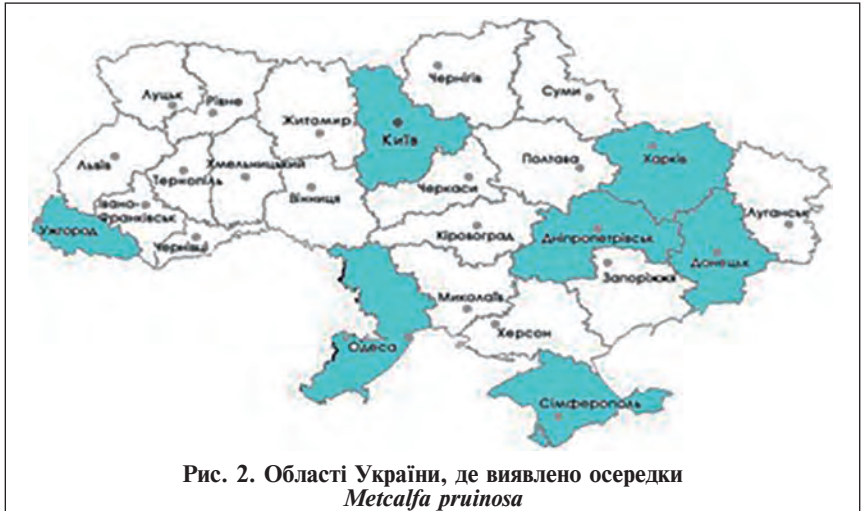 Чернігів
Суми
Луцьк
Рівне
Житомир
Київ
Львів
Тернопіль
Хмельницький
Вінниця
Черкаси
Полтава
Харків
Луганськ
Івано-
Франківськ
Ужгород
Чернівці
Кіровоград
Дніпропетрівськ
Донецьк
Запоріжжя
Миколаїв
Херсон
Одеса
Сімферополь
Рис. 2. Області України, де виявлено осередки
Metcalfa pruinosa